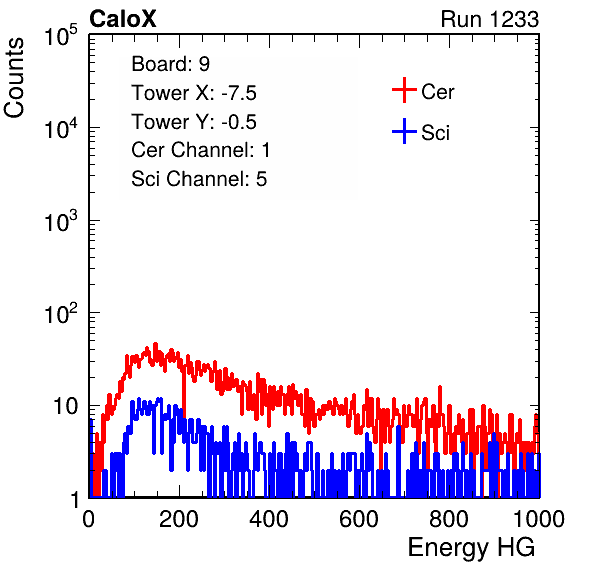 CaloX Run 1233
Counts
10^5
10^4
10^3
10^2
10
1
Board: 9
Tower X: -7.5
Tower Y: -0.5
Cer Channel: 1
Sci Channel: 5
Cer
Sci
0 200 400 600 800 1000
Energy HG